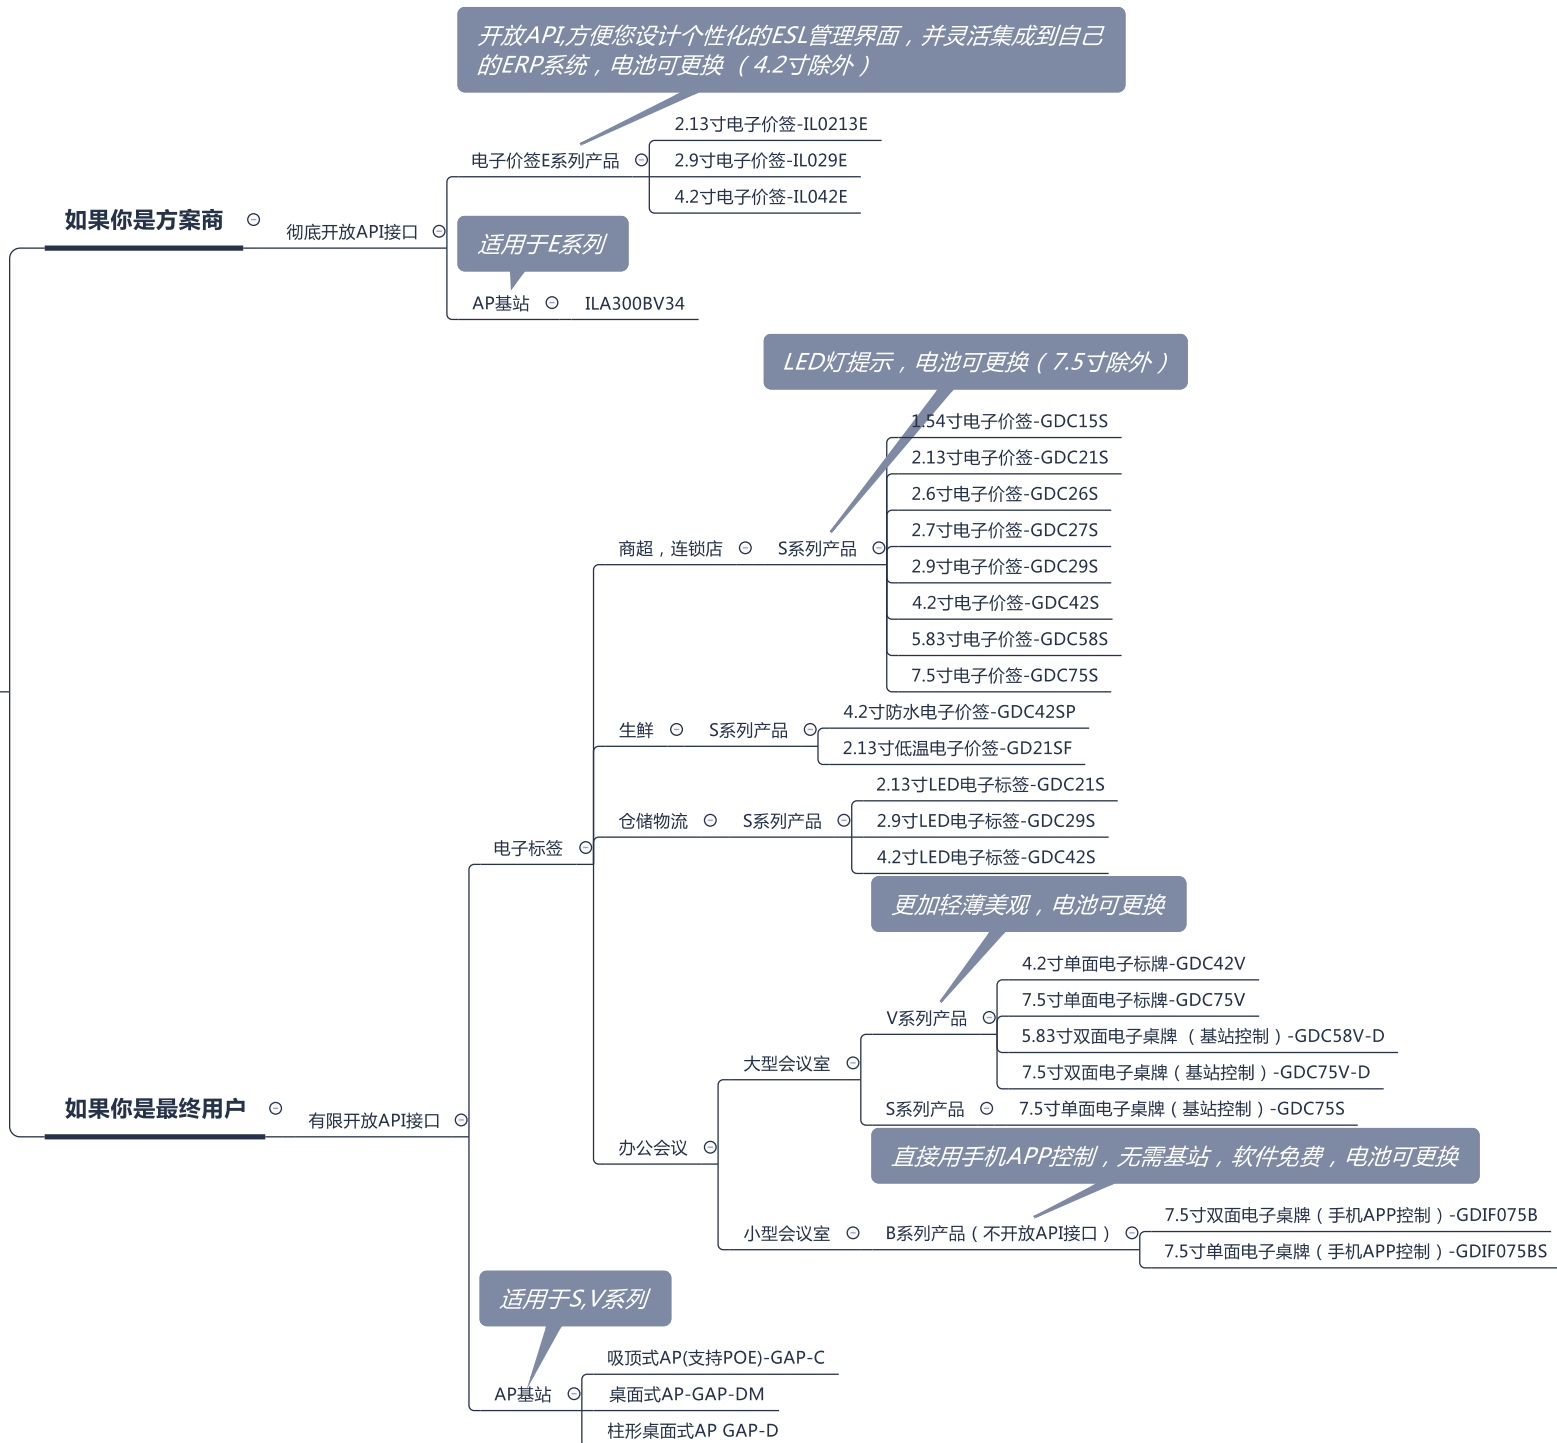 开放API,方便您设计个性化的ESL管理界面，并灵活集成到自己
的ERP系统，电池可更换 （4.2寸除外）
2.13寸电子价签-IL0213E
电子价签E系列产品
2.9寸电子价签-IL029E
4.2寸电子价签-IL042E
如果你是方案商
彻底开放API接口
适用于E系列
AP基站
ILA300BV34
LED灯提示，电池可更换（7.5寸除外）
1.54寸电子价签-GDC15S
2.13寸电子价签-GDC21S
2.6寸电子价签-GDC26S
2.7寸电子价签-GDC27S
商超，连锁店
S系列产品
2.9寸电子价签-GDC29S
4.2寸电子价签-GDC42S
5.83寸电子价签-GDC58S
7.5寸电子价签-GDC75S
生鲜
S系列产品
4.2寸防水电子价签-GDC42SP
2.13寸低温电子价签-GD21SF
仓储物流
S系列产品
2.13寸LED电子标签-GDC21S
2.9寸LED电子标签-GDC29S
4.2寸LED电子标签-GDC42S
电子标签
更加轻薄美观，电池可更换
4.2寸单面电子标牌-GDC42V
7.5寸单面电子标牌-GDC75V
V系列产品
5.83寸双面电子桌牌 （基站控制）-GDC58V-D
7.5寸双面电子桌牌（基站控制）-GDC75V-D
大型会议室
S系列产品
7.5寸单面电子桌牌（基站控制）-GDC75S
如果你是最终用户
有限开放API接口
办公会议
直接用手机APP控制，无需基站，软件免费，电池可更换
小型会议室
B系列产品（不开放API接口）
7.5寸双面电子桌牌（手机APP控制）-GDIF075B
7.5寸单面电子桌牌（手机APP控制）-GDIF075BS
适用于S,V系列
吸顶式AP(支持POE)-GAP-C
AP基站
桌面式AP-GAP-DM
柱形桌面式AP GAP-D